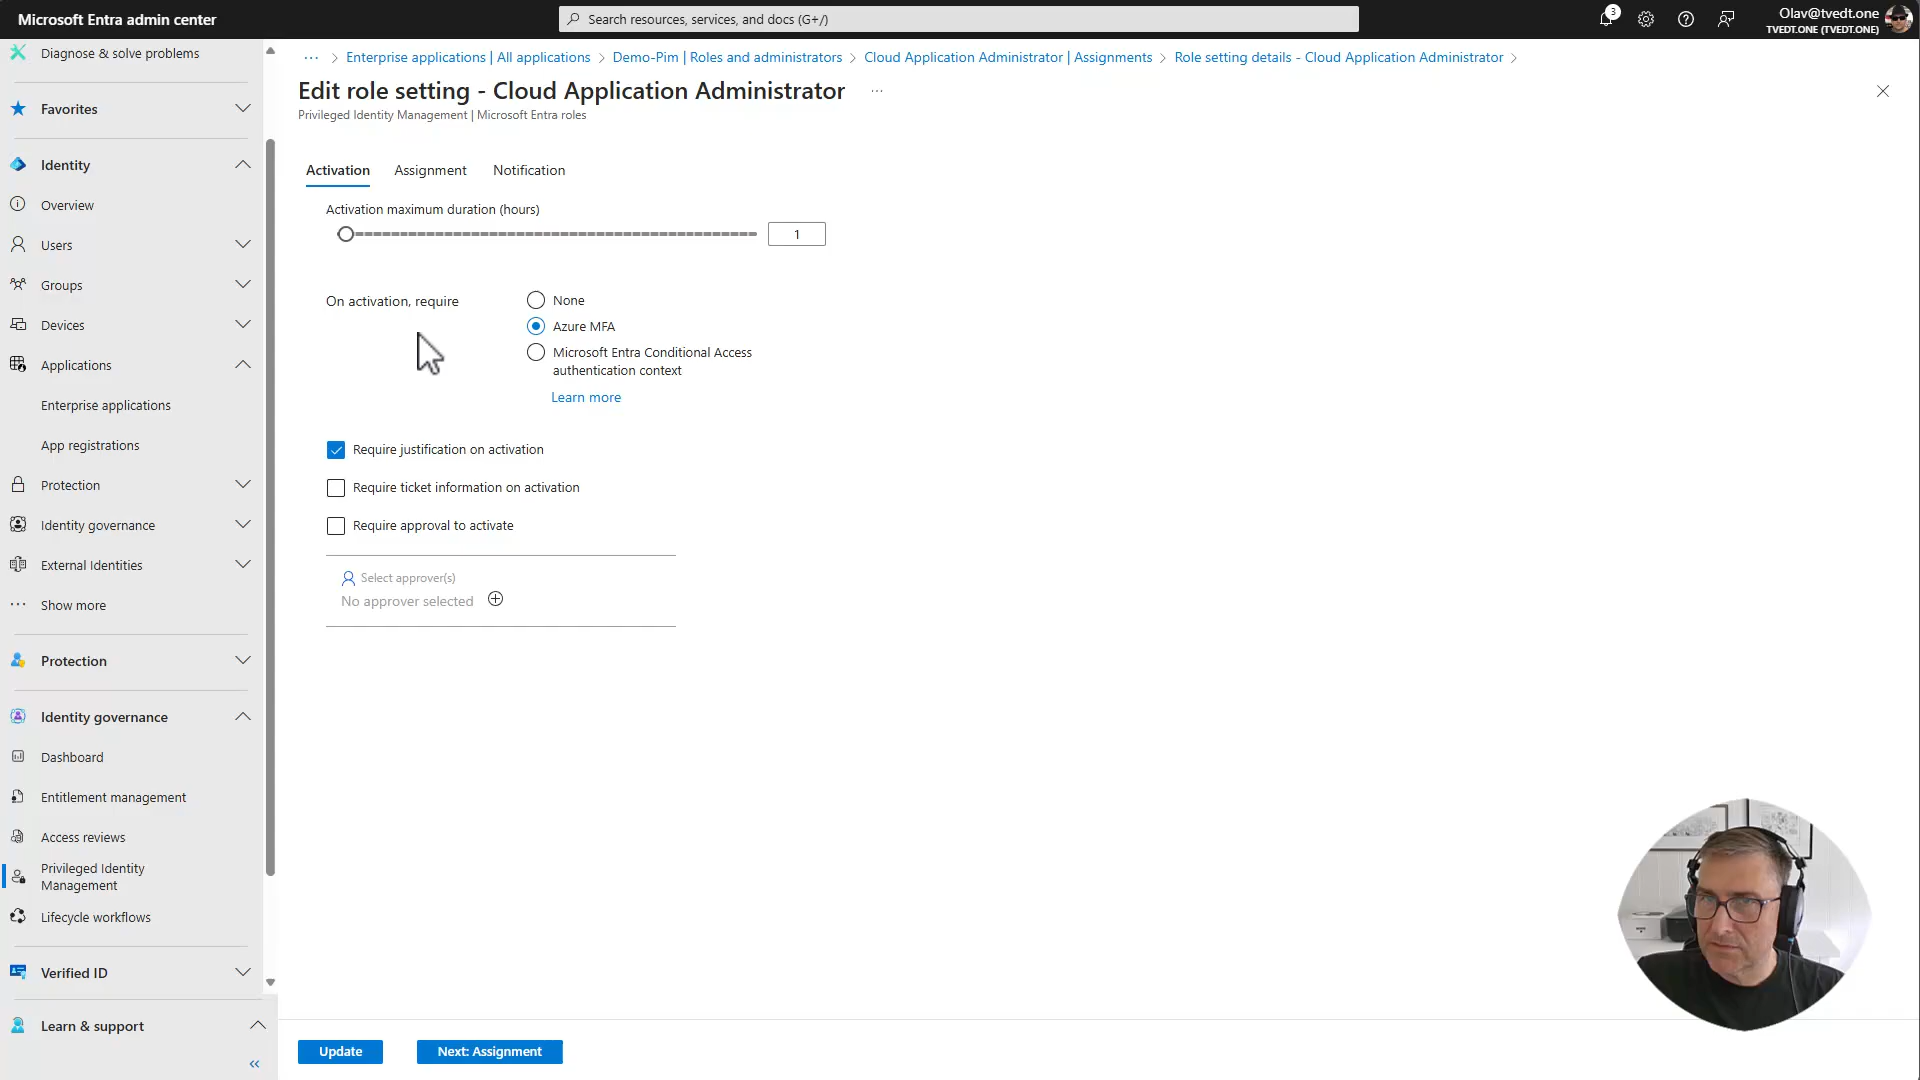 Microsoft Entra admin center
Search resources, services, and docs (G+/)
3
Olav@tvedt.one
TVEDT.ONE (TVEDT.ONE)
Diagnose & solve problems
Favorites
Identity
Overview
Users
Groups
Devices
Applications
Enterprise applications
App registrations
Protection
Identity governance
External Identities
Show more
Protection
Identity governance
Dashboard
Entitlement management
Access reviews
Privileged Identity
Management
Lifecycle workflows
Verified ID
Learn & support
... > Enterprise applications | All applications > Demo-Pim | Roles and administrators > Cloud Application Administrator | Assignments > Role setting details - Cloud Application Administrator >
Edit role setting - Cloud Application Administrator ...
Privileged Identity Management | Microsoft Entra roles
Activation Assignment Notification
Activation maximum duration (hours)
1
On activation, require
None
Azure MFA
Microsoft Entra Conditional Access
authentication context
Learn more
Require justification on activation
Require ticket information on activation
Require approval to activate
Select approver(s)
No approver selected
Update
Next: Assignment